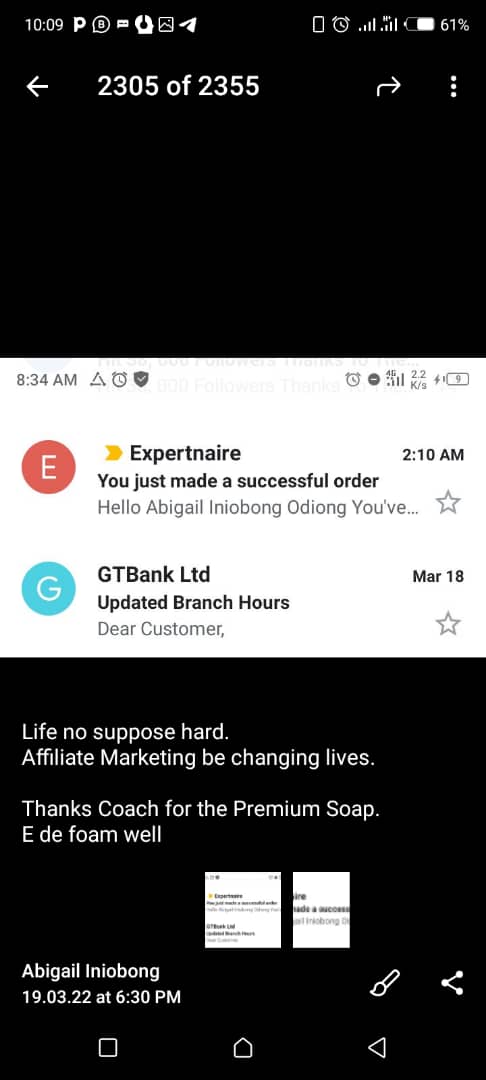 10:09 61%
2305 of 2355
8:34 AM 4G 2.2 K/s 9
E Expertnaire 2:10 AM
You just made a successful order
Hello Abigail Iniobong Odiong You've...
G GTBank Ltd Mar 18
Updated Branch Hours
Dear Customer,
Life no suppose hard.
Affiliate Marketing be changing lives.
Thanks Coach for the Premium Soap.
E de foam well
Abigail Iniobong
19.03.22 at 6:30 PM